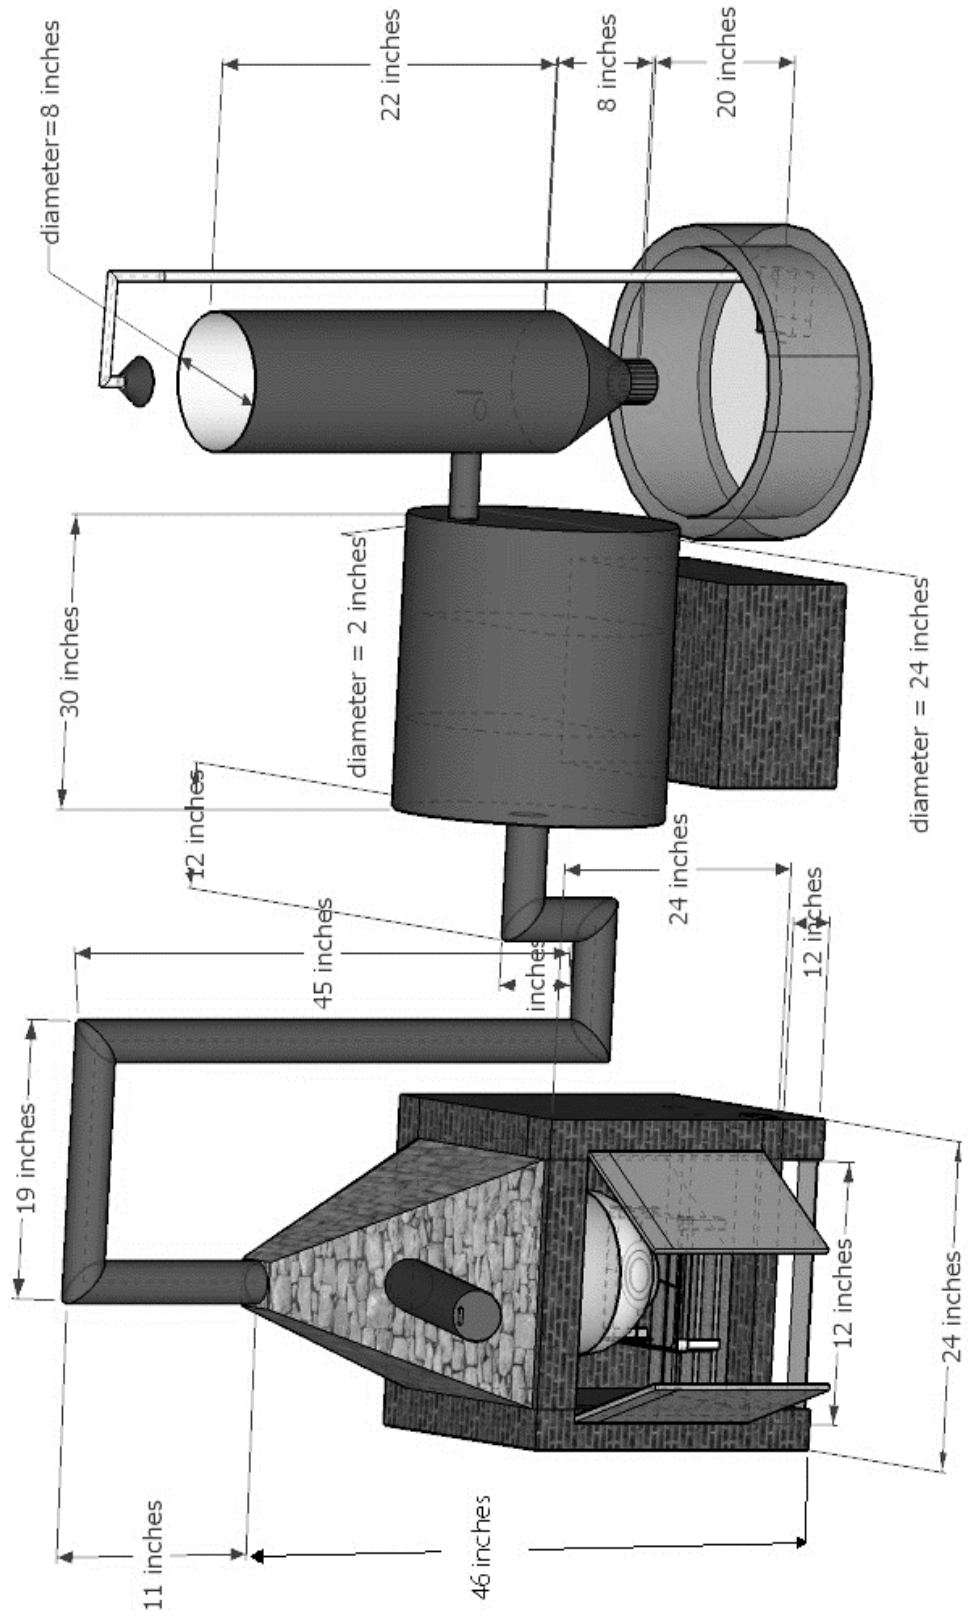 diameter=8 inches
22 inches
8 inches
20 inches
30 inches
diameter = 2 inches
12 inches
diameter = 24 inches
45 inches
inches
24 inches
12 inches
19 inches
12 inches
24 inches
11 inches
46 inches